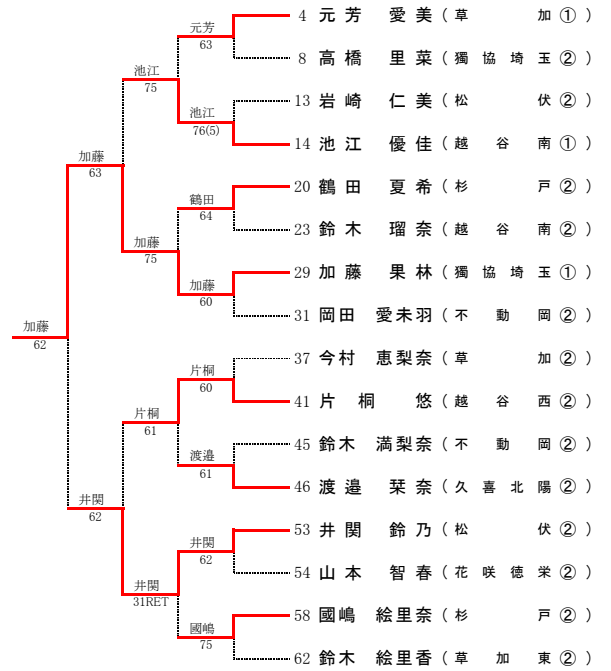 4 元芳 愛美 ( 草加 ① )
元芳
63
8 高橋 里菜 ( 獨協埼玉 ② )
池江
75
13 岩崎 仁美 ( 松伏 ② )
池江
76(5)
14 池江 優佳 ( 越谷南 ① )
加藤
63
20 鶴田 夏希 ( 杉戸 ② )
鶴田
64
23 鈴木 瑠奈 ( 越谷南 ② )
加藤
75
29 加藤 果林 ( 獨協埼玉 ① )
加藤
60
31 岡田 愛未羽 ( 不動岡 ② )
加藤
62
37 今村 恵梨奈 ( 草加 ② )
片桐
60
41 片桐 悠 ( 越谷西 ② )
片桐
61
45 鈴木 満梨奈 ( 不動岡 ② )
渡邉
61
46 渡邉 栞奈 ( 久喜北陽 ② )
井関
62
53 井関 鈴乃 ( 松伏 ② )
井関
62
54 山本 智春 ( 花咲徳栄 ② )
井関
31RET
58 國嶋 絵里奈 ( 杉戸 ② )
國嶋
75
62 鈴木 絵里香 ( 草加東 ② )